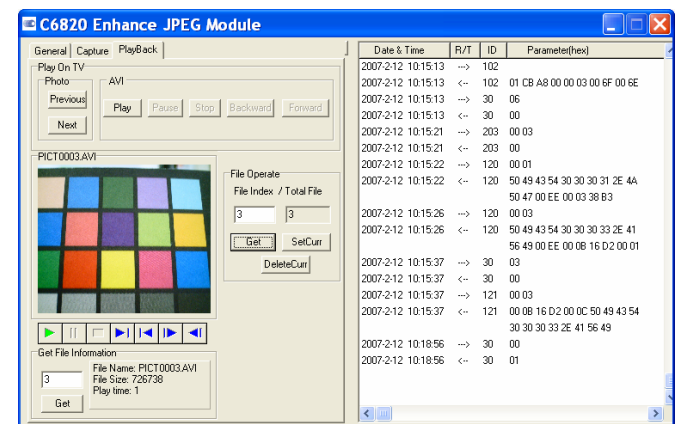 C6820 Enhance JPEG Module
General Capture PlayBack
Play On TV
Photo
Previous
Next
AVI
Play Pause Stop Backward Forward
PICT0003.AVI
File Operate
File Index / Total File
3 3
Get SetCurr
DeleteCurr
Get File Information
3
Get
File Name: PICT0003.AVI
File Size: 726738
Play time: 1
Date & Time R/T ID Parameter(hex)
2007-2-12 10:15:13 ---> 102
2007-2-12 10:15:13 <-- 102 01 CB A8 00 00 03 00 6F 00 6E
2007-2-12 10:15:13 ---> 30 06
2007-2-12 10:15:13 <-- 30 00
2007-2-12 10:15:21 ---> 203 00 03
2007-2-12 10:15:21 <-- 203 00
2007-2-12 10:15:22 ---> 120 00 01
2007-2-12 10:15:22 <-- 120 50 49 43 54 30 30 30 31 2E 4A
50 47 00 EE 00 03 38 B3
2007-2-12 10:15:26 ---> 120 00 03
2007-2-12 10:15:26 <-- 120 50 49 43 54 30 30 30 33 2E 41
56 49 00 EE 00 0B 16 D2 00 01
2007-2-12 10:15:37 ---> 30 03
2007-2-12 10:15:37 <-- 30 00
2007-2-12 10:15:37 ---> 121 00 03
2007-2-12 10:15:37 <-- 121 00 0B 16 D2 00 0C 50 49 43 54
30 30 30 33 2E 41 56 49
2007-2-12 10:18:56 ---> 30 00
2007-2-12 10:18:56 <-- 30 01